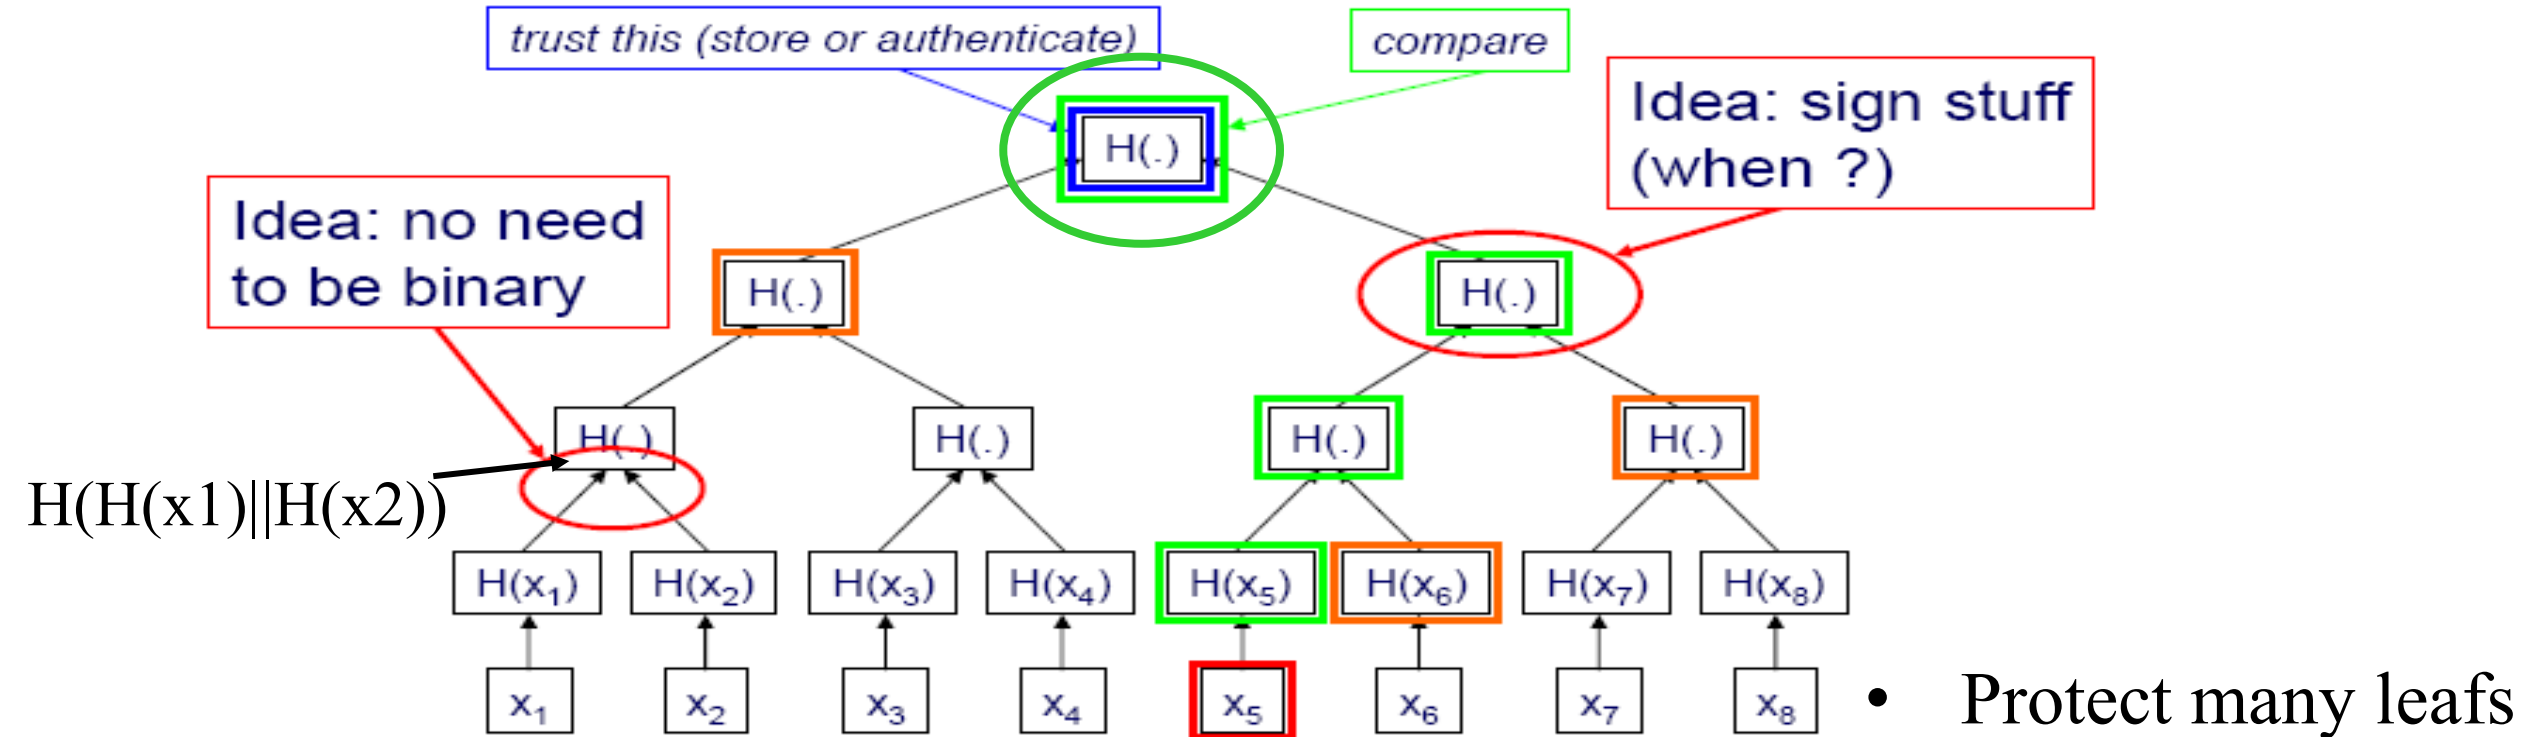 trust this (store or authenticate)
compare
Idea: sign stuff
(when ?)
H(.)
Idea: no need
to be binary
H(.)
H(.)
H(.)
H(.)
H(.)
H(.)
H(H(x1)||H(x2))
H(x₁)
H(x₂)
H(x₃)
H(x₄)
H(x₅)
H(x₆)
H(x₇)
H(x₈)
x₁
x₂
x₃
x₄
x₅
x₆
x₇
x₈
• Protect many leafs